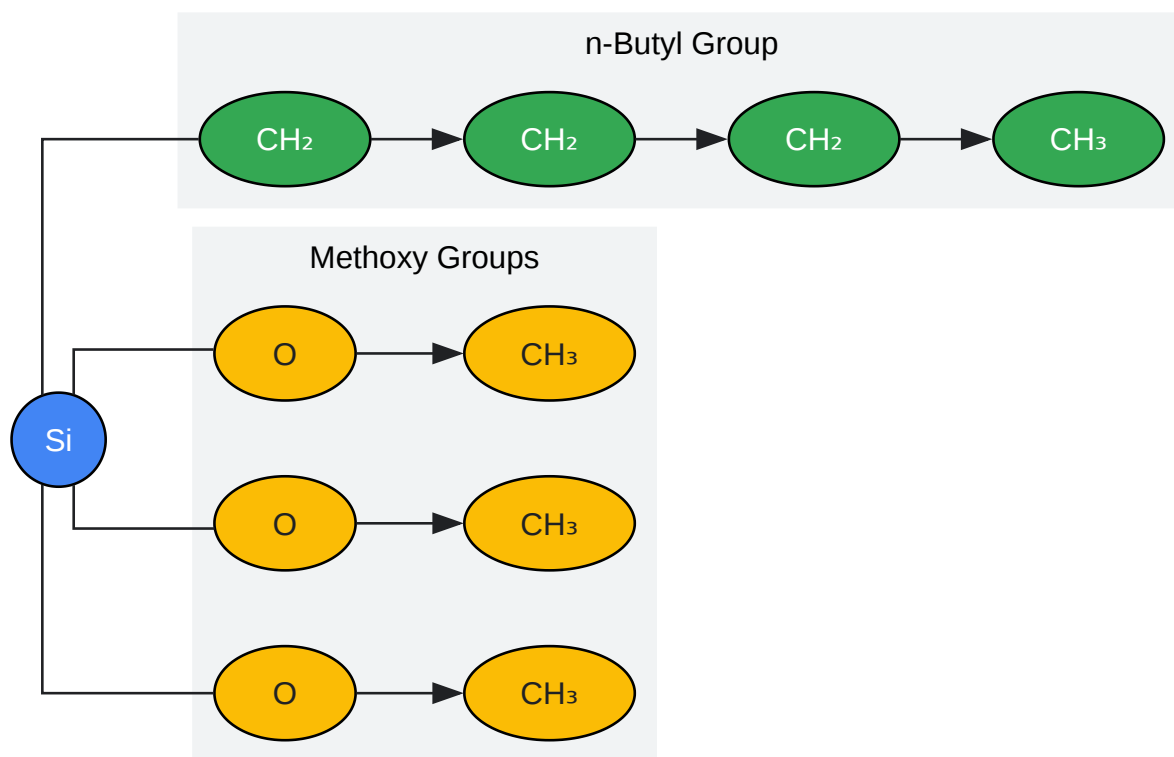 n-Butyl Group
CH₂ CH₂ CH₂ CH₃
Methoxy Groups
O CH₃
Si
O CH₃
O CH₃